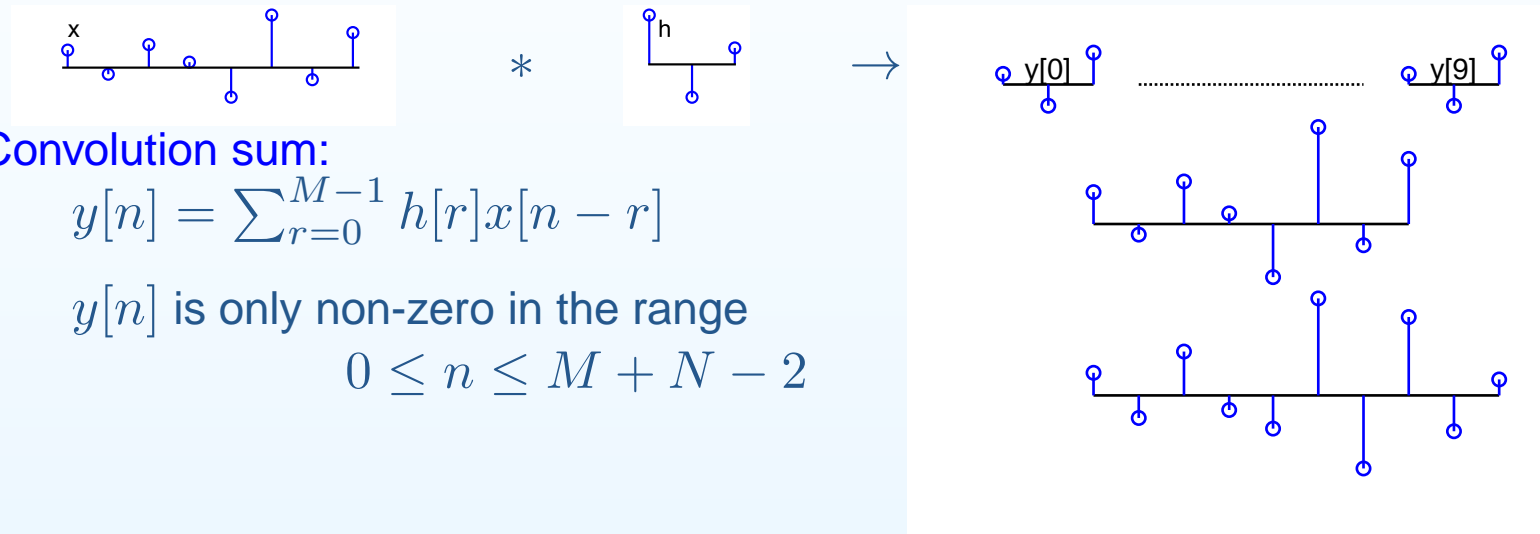 x
h
* →
y[0] y[9]
Convolution sum:
y[n] = ∑_{r=0}^{M−1} h[r]x[n − r]
y[n] is only non-zero in the range
0 ≤ n ≤ M + N − 2